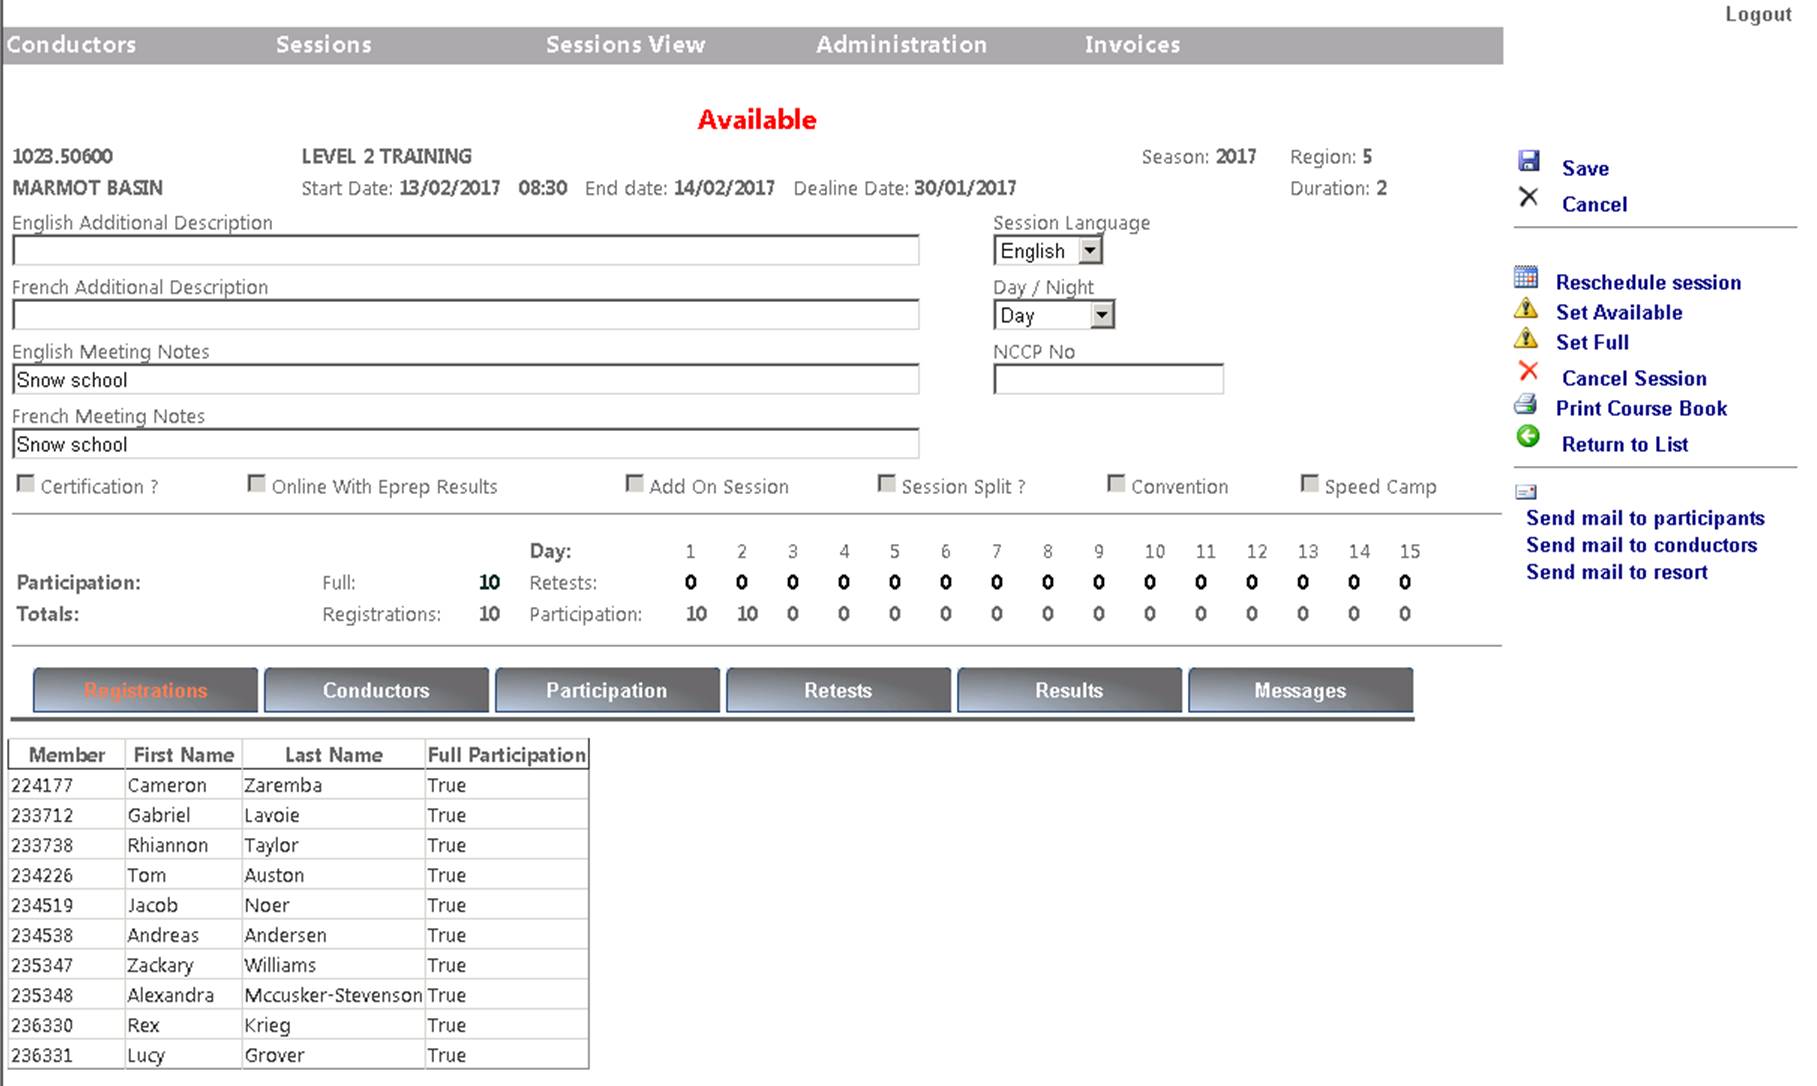 Logout
Conductors Sessions Sessions View Administration Invoices
Available
1023.50600 LEVEL 2 TRAINING Season: 2017 Region: 5
MARMOT BASIN Start Date: 13/02/2017 08:30 End date: 14/02/2017 Dealine Date: 30/01/2017 Duration: 2
English Additional Description Session Language
English
French Additional Description Day / Night
Day
English Meeting Notes NCCP No
Snow school
French Meeting Notes
Snow school
Certification ? Online With Eprep Results Add On Session Session Split ? Convention Speed Camp
Day: 1 2 3 4 5 6 7 8 9 10 11 12 13 14 15
Participation: Full: 10 Retests: 0 0 0 0 0 0 0 0 0 0 0 0 0 0 0
Totals: Registrations: 10 Participation: 10 10 0 0 0 0 0 0 0 0 0 0 0 0 0
Registrations Conductors Participation Retests Results Messages
Member First Name Last Name Full Participation
224177 Cameron Zaremba True
233712 Gabriel Lavoie True
233738 Rhiannon Taylor True
234226 Tom Auston True
234519 Jacob Noer True
234538 Andreas Andersen True
235347 Zackary Williams True
235348 Alexandra Mccusker-Stevenson True
236330 Rex Krieg True
236331 Lucy Grover True
Save
Cancel
Reschedule session
Set Available
Set Full
Cancel Session
Print Course Book
Return to List
Send mail to participants
Send mail to conductors
Send mail to resort